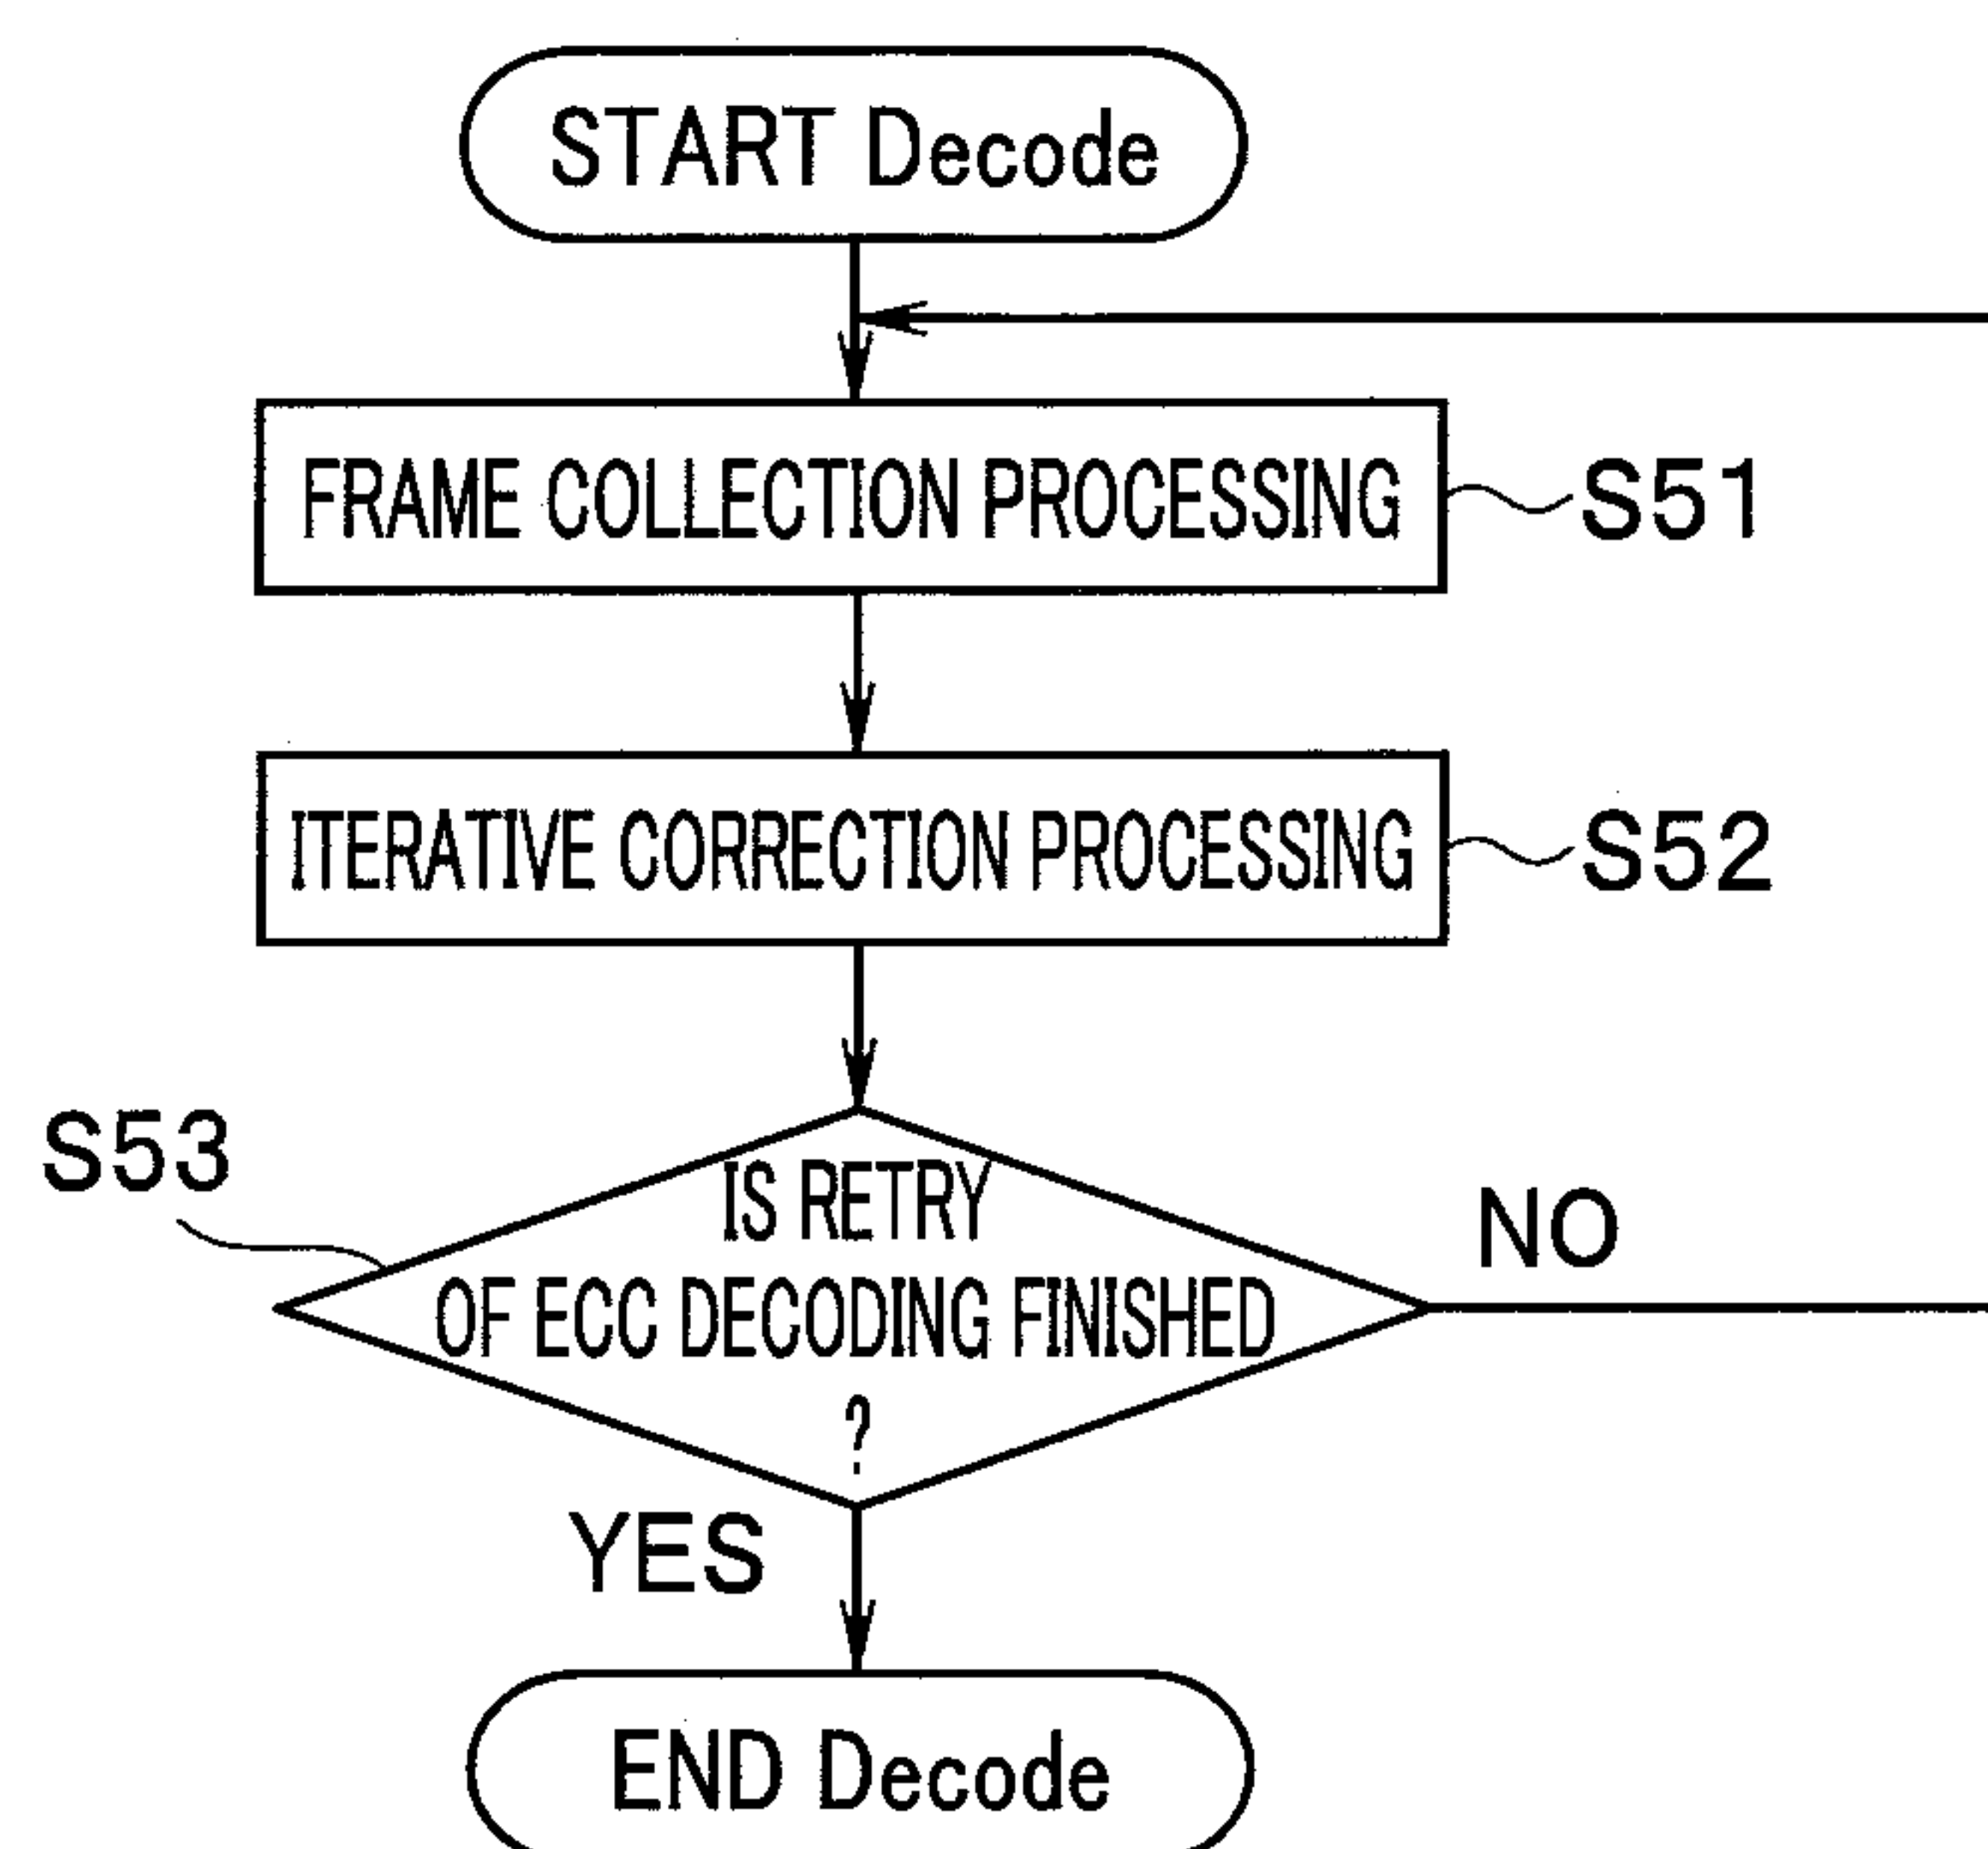 START Decode
FRAME COLLECTION PROCESSING
S51
ITERATIVE CORRECTION PROCESSING
S52
S53
IS RETRY
OF ECC DECODING FINISHED
?
NO
YES
END Decode